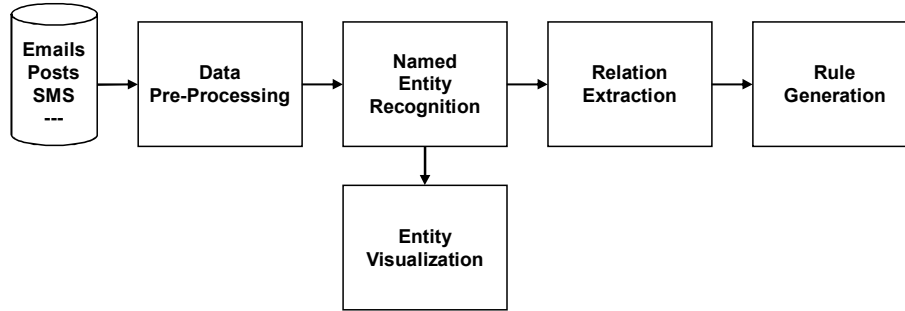 Emails
Posts
SMS
---
Data
Pre-Processing
Named
Entity
Recognition
Relation
Extraction
Rule
Generation
Entity
Visualization